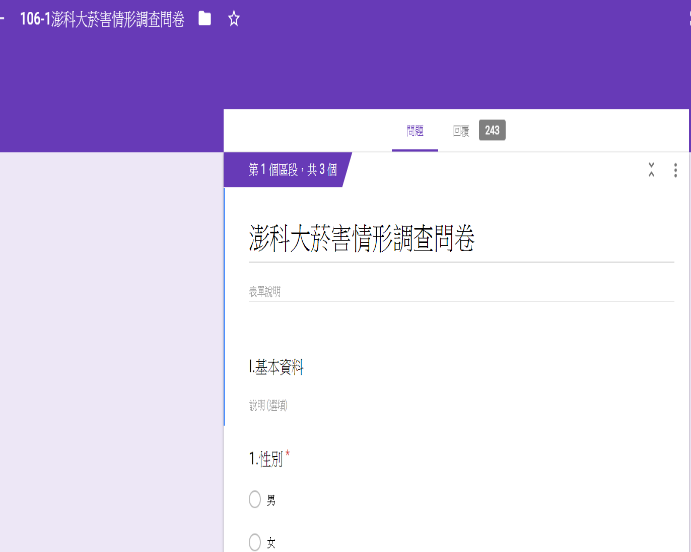 106-1澎科大菸害情形調查問卷
問題 回覆 243
第 1 個區段，共 3 個
澎科大菸害情形調查問卷
表單說明
I.基本資料
說明 (選填)
1.性別 *
男
女